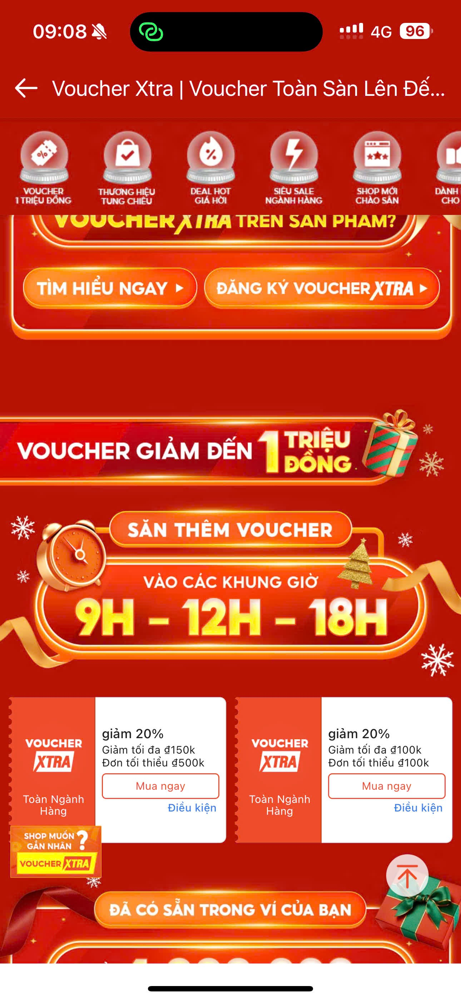 09:08
4G 96
Voucher Xtra | Voucher Toàn Sàn Lên Đế...
VOUCHER
1 TRIỆU ĐỒNG
THƯƠNG HIỆU
TUNG CHIÊU
DEAL HOT
GIÁ HỜI
SIÊU SALE
NGÀNH HÀNG
SHOP MỚI
CHÀO SÂN
DÀNH
CHO
VOUCHER XTRA TRÊN SẢN PHẨM?
TÌM HIỂU NGAY
ĐĂNG KÝ VOUCHER XTRA
VOUCHER GIẢM ĐẾN 1 TRIỆU
ĐỒNG
SĂN THÊM VOUCHER
VÀO CÁC KHUNG GIỜ
9H - 12H - 18H
VOUCHER
XTRA
Toàn Ngành
Hàng
giảm 20%
Giảm tối đa ₫150k
Đơn tối thiểu ₫500k
Mua ngay
Điều kiện
VOUCHER
XTRA
Toàn Ngành
Hàng
giảm 20%
Giảm tối đa ₫100k
Đơn tối thiểu ₫100k
Mua ngay
Điều kiện
SHOP MUỐN
GẮN NHÃN ?
VOUCHER XTRA
ĐÃ CÓ SẴN TRONG VÍ CỦA BẠN